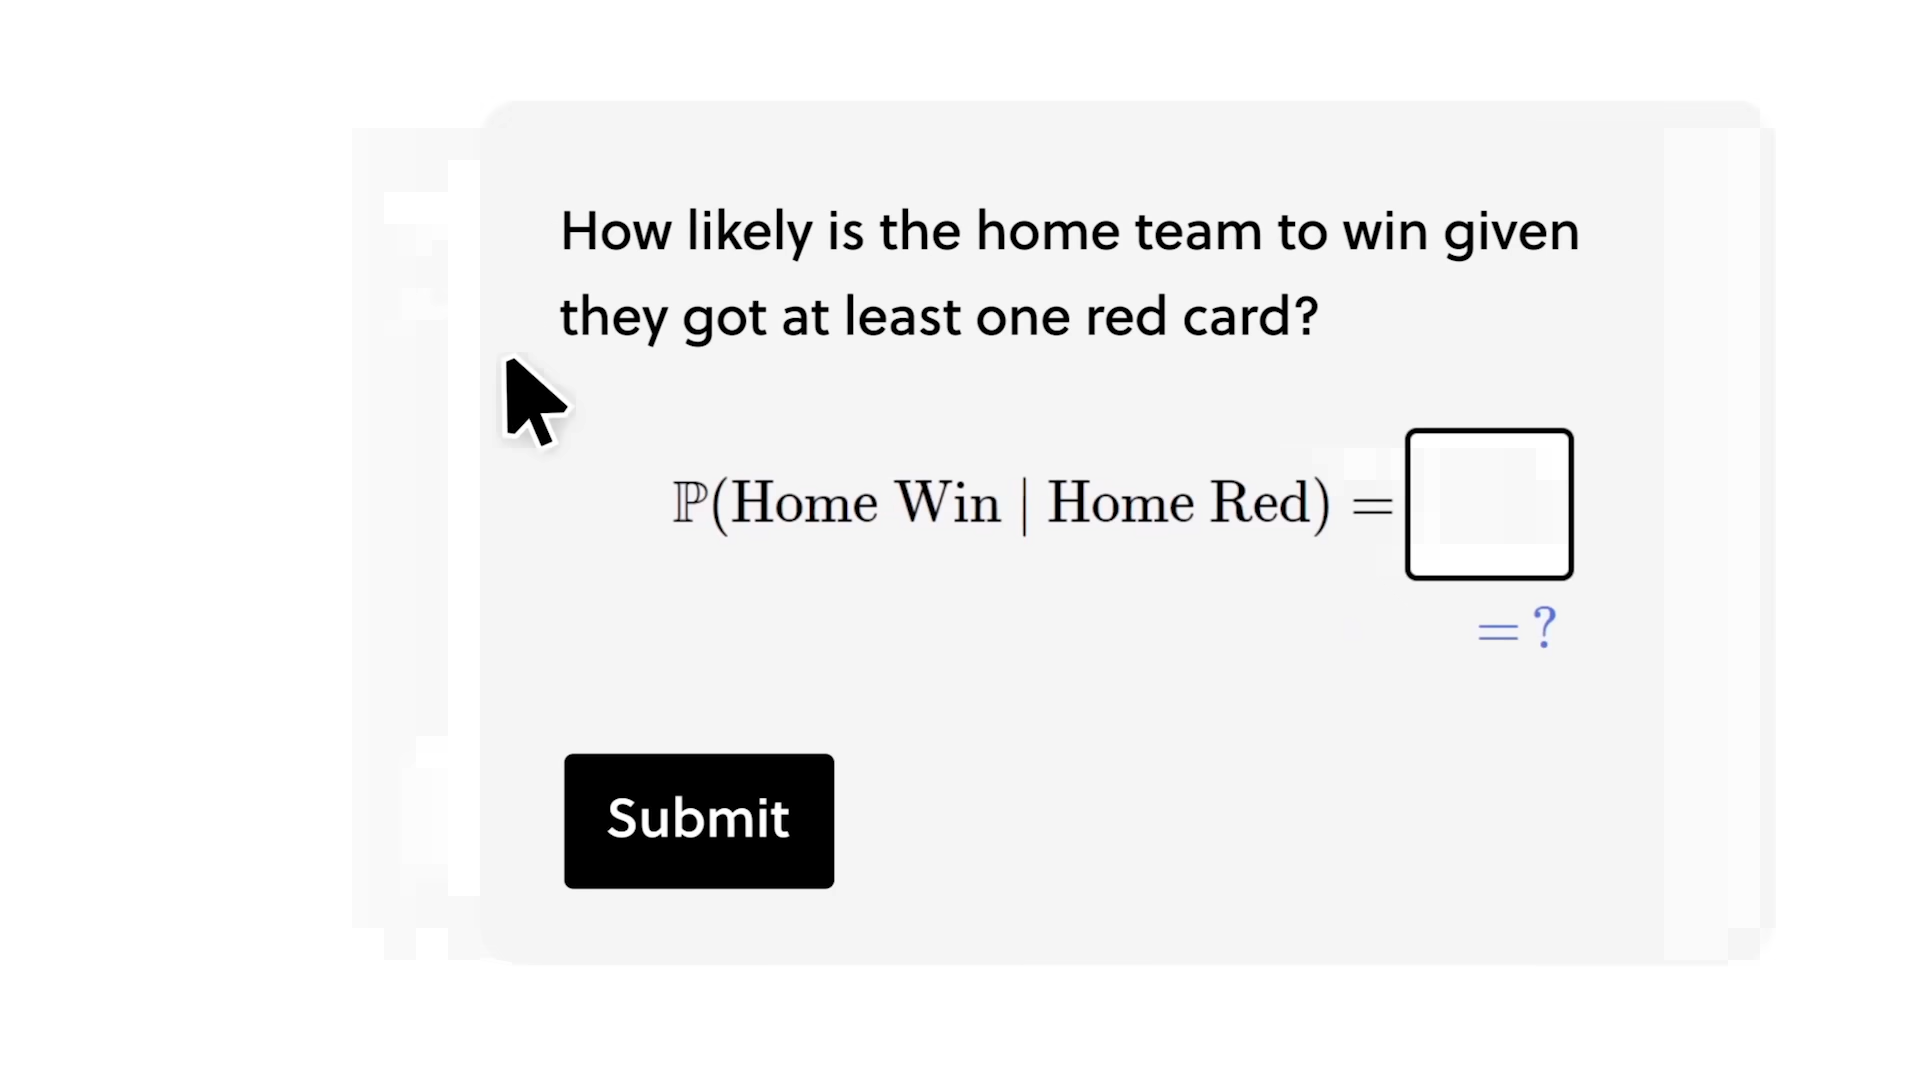 How likely is the home team to win given
they got at least one red card?
ℙ(Home Win | Home Red) =
= ?
Submit